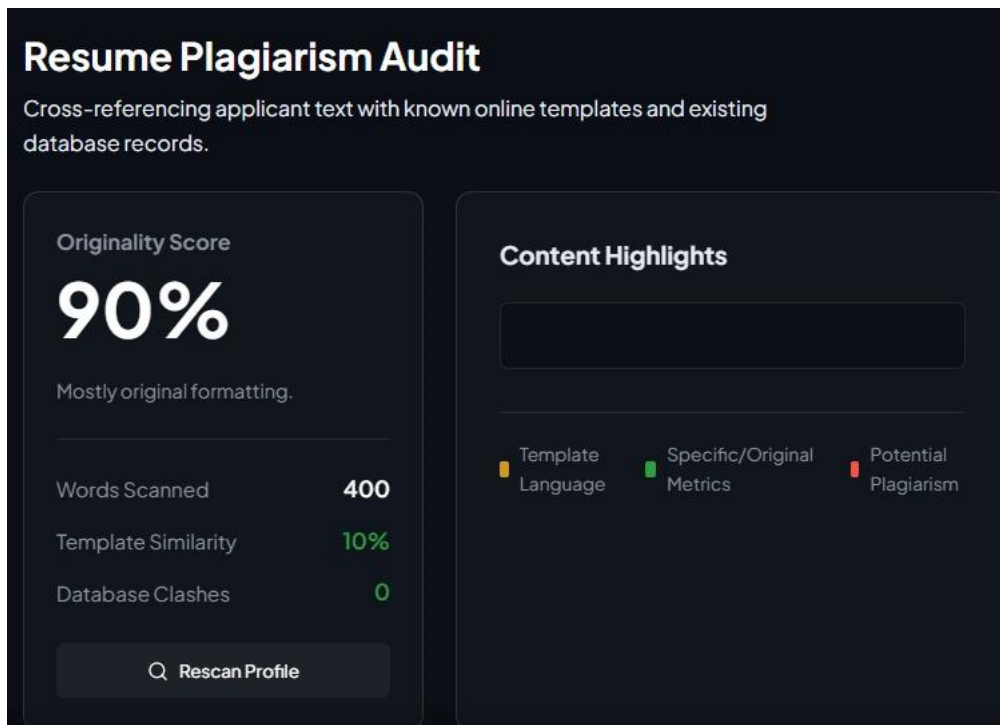 Resume Plagiarism Audit
Cross-referencing applicant text with known online templates and existing
database records.
Originality Score
90%
Mostly original formatting.
Words Scanned 400
Template Similarity 10%
Database Clashes 0
Rescan Profile
Content Highlights
Template
Language
Specific/Original
Metrics
Potential
Plagiarism